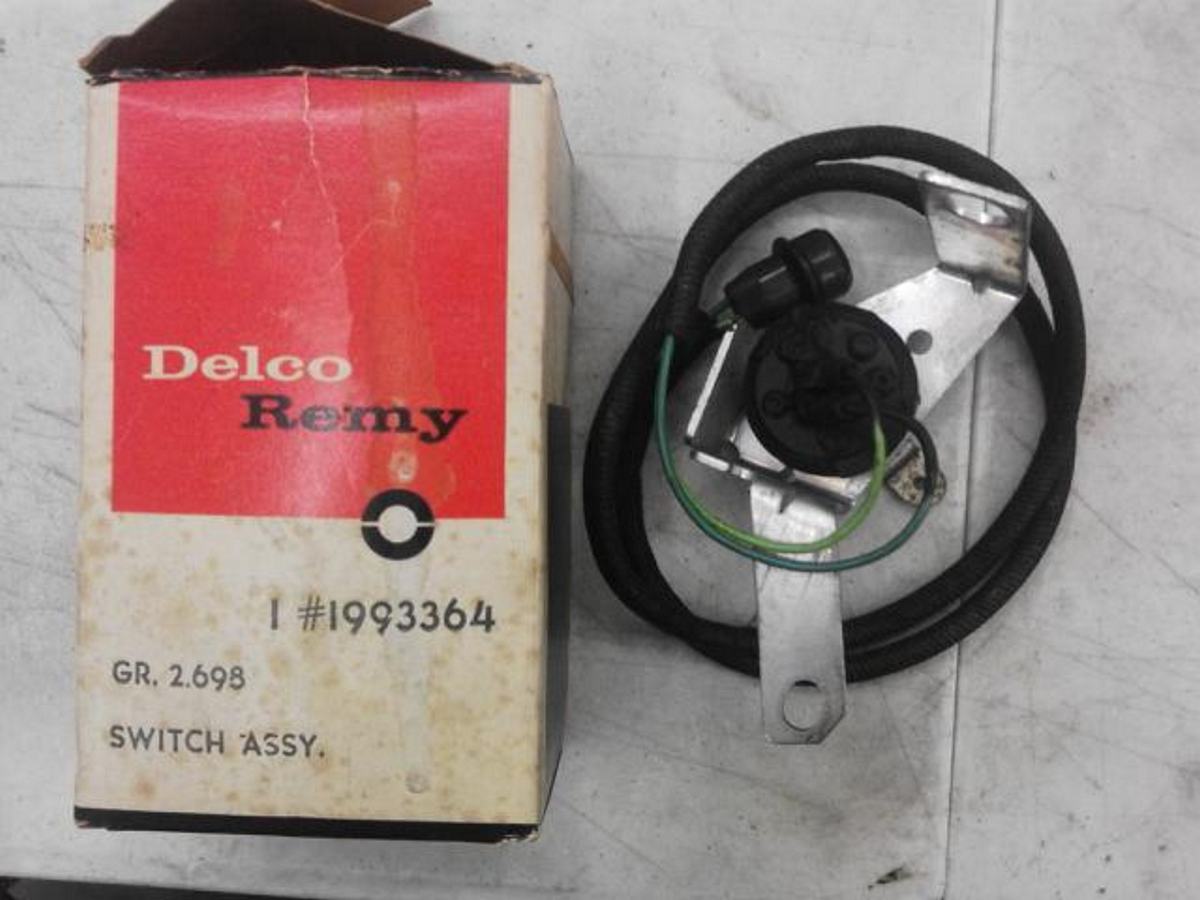 Delco
Remy
1 #1993364
GR. 2.698
SWITCH ASSY.